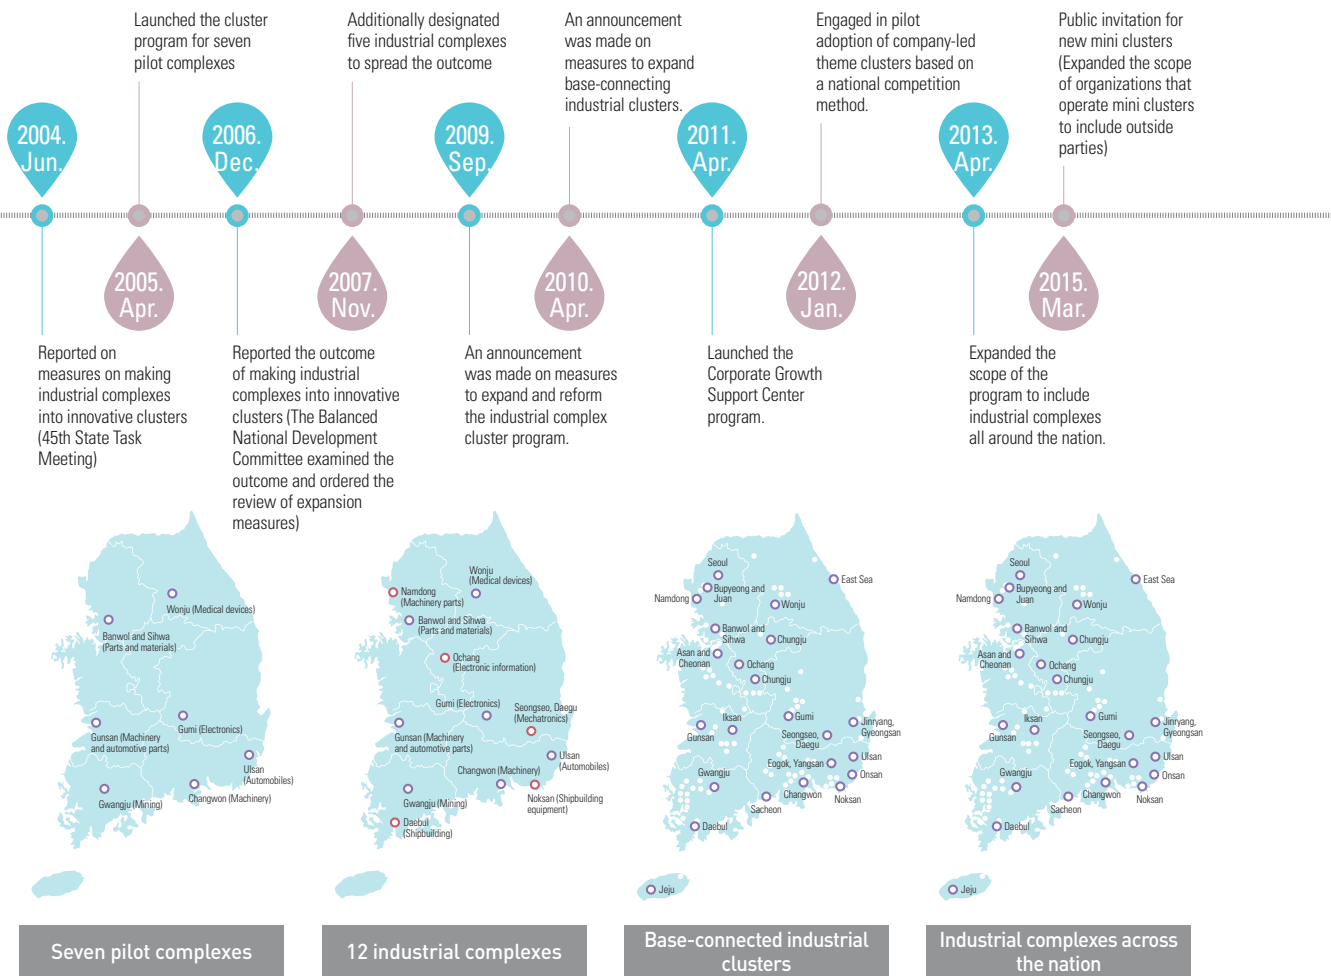 Launched the cluster
program for seven
pilot complexes
Additionally designated
five industrial complexes
to spread the outcome
An announcement
was made on
measures to expand
base-connecting
industrial clusters.
Engaged in pilot
adoption of company-led
theme clusters based on
a national competition
method.
Public invitation for
new mini clusters
(Expanded the scope
of organizations that
operate mini clusters
to include outside
parties)
2004.
Jun.
2006.
Dec.
2009.
Sep.
2011.
Apr.
2013.
Apr.
2005.
Apr.
2007.
Nov.
2010.
Apr.
2012.
Jan.
2015.
Mar.
Reported on
measures on making
industrial complexes
into innovative clusters
(45th State Task
Meeting)
Reported the outcome
of making industrial
complexes into innovative
clusters (The Balanced
National Development
Committee examined the
outcome and ordered the
review of expansion
measures)
An announcement
was made on measures
to expand and reform
the industrial complex
cluster program.
Launched the
Corporate Growth
Support Center
program.
Expanded the
scope of the
program to include
industrial complexes
all around the nation.
Wonju (Medical devices)
Banwol and Sihwa
(Parts and materials)
Gumi (Electronics)
Gunsan (Machinery
and automotive parts)
Ulsan
(Automobiles)
Changwon (Machinery)
Gwangju (Mining)
Seven pilot complexes
Wonju
(Medical devices)
Namdong
(Machinery parts)
Banwol and Sihwa
(Parts and materials)
Ochang
(Electronic information)
Gumi (Electronics)
Seongseo, Daegu
(Mechatronics)
Gunsan (Machinery
and automotive parts)
Ulsan
(Automobiles)
Changwon (Machinery)
Gwangju (Mining)
Noksan (Shipbuilding
equipment)
Daebul
(Shipbuilding)
12 industrial complexes
Seoul
East Sea
Bupyeong and
Juan
Namdong
Wonju
Banwol and
Sihwa
Chungju
Asan and
Cheonan
Ochang
Chungju
Iksan
Gumi
Jinryang,
Gyeongsan
Gunsan
Seongseo,
Daegu
Ulsan
Eogok, Yangsan
Gwangju
Onsan
Changwon
Noksan
Sacheon
Daebul
Jeju
Base-connected industrial
clusters
Seoul
East Sea
Bupyeong and
Juan
Namdong
Wonju
Banwol and
Sihwa
Chungju
Asan and
Cheonan
Ochang
Chungju
Iksan
Gumi
Jinryang,
Gyeongsan
Gunsan
Seongseo,
Daegu
Ulsan
Eogok, Yangsan
Gwangju
Onsan
Changwon
Noksan
Sacheon
Daebul
Jeju
Industrial complexes across
the nation